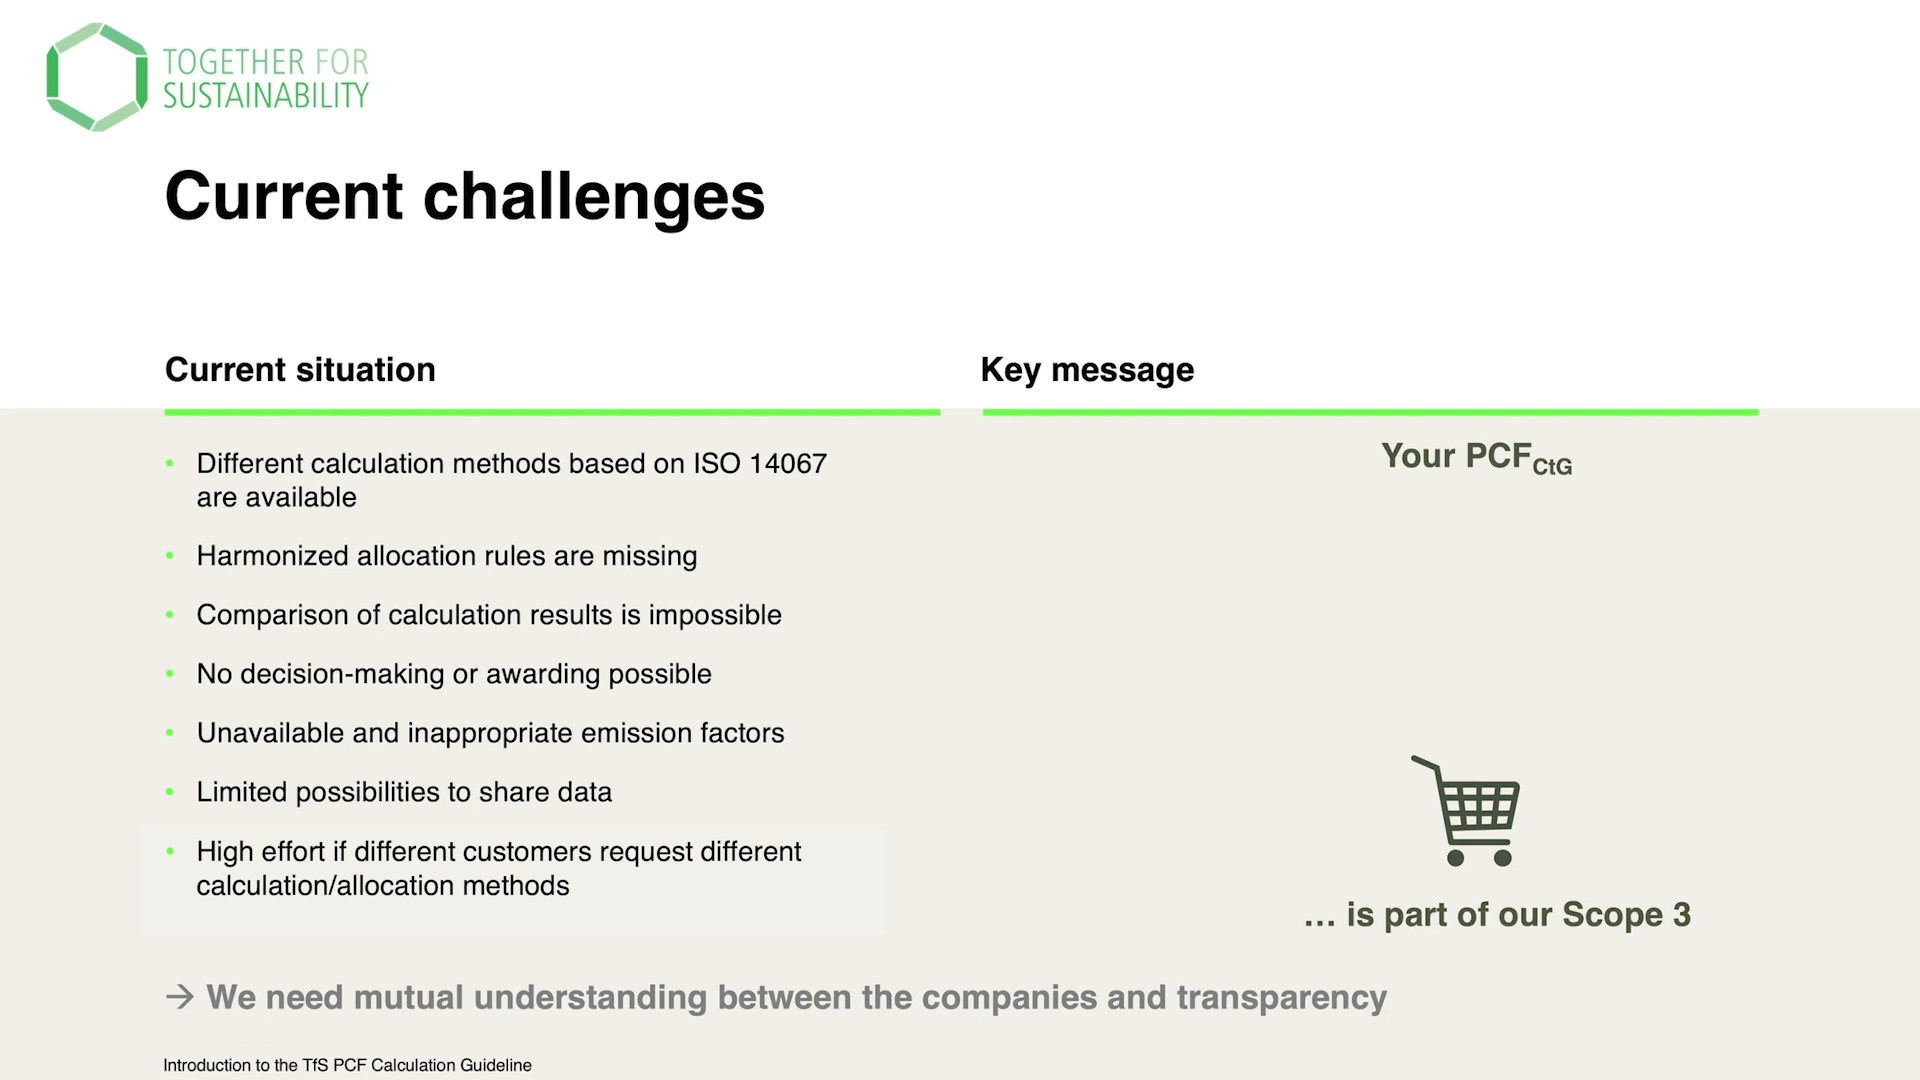 TOGETHER FOR
SUSTAINABILITY
Current challenges
Current situation
• Different calculation methods based on ISO 14067
are available
• Harmonized allocation rules are missing
• Comparison of calculation results is impossible
• No decision-making or awarding possible
• Unavailable and inappropriate emission factors
• Limited possibilities to share data
• High effort if different customers request different
calculation/allocation methods
Key message
Your PCFCtG
... is part of our Scope 3
→ We need mutual understanding between the companies and transparency
Introduction to the TfS PCF Calculation Guideline